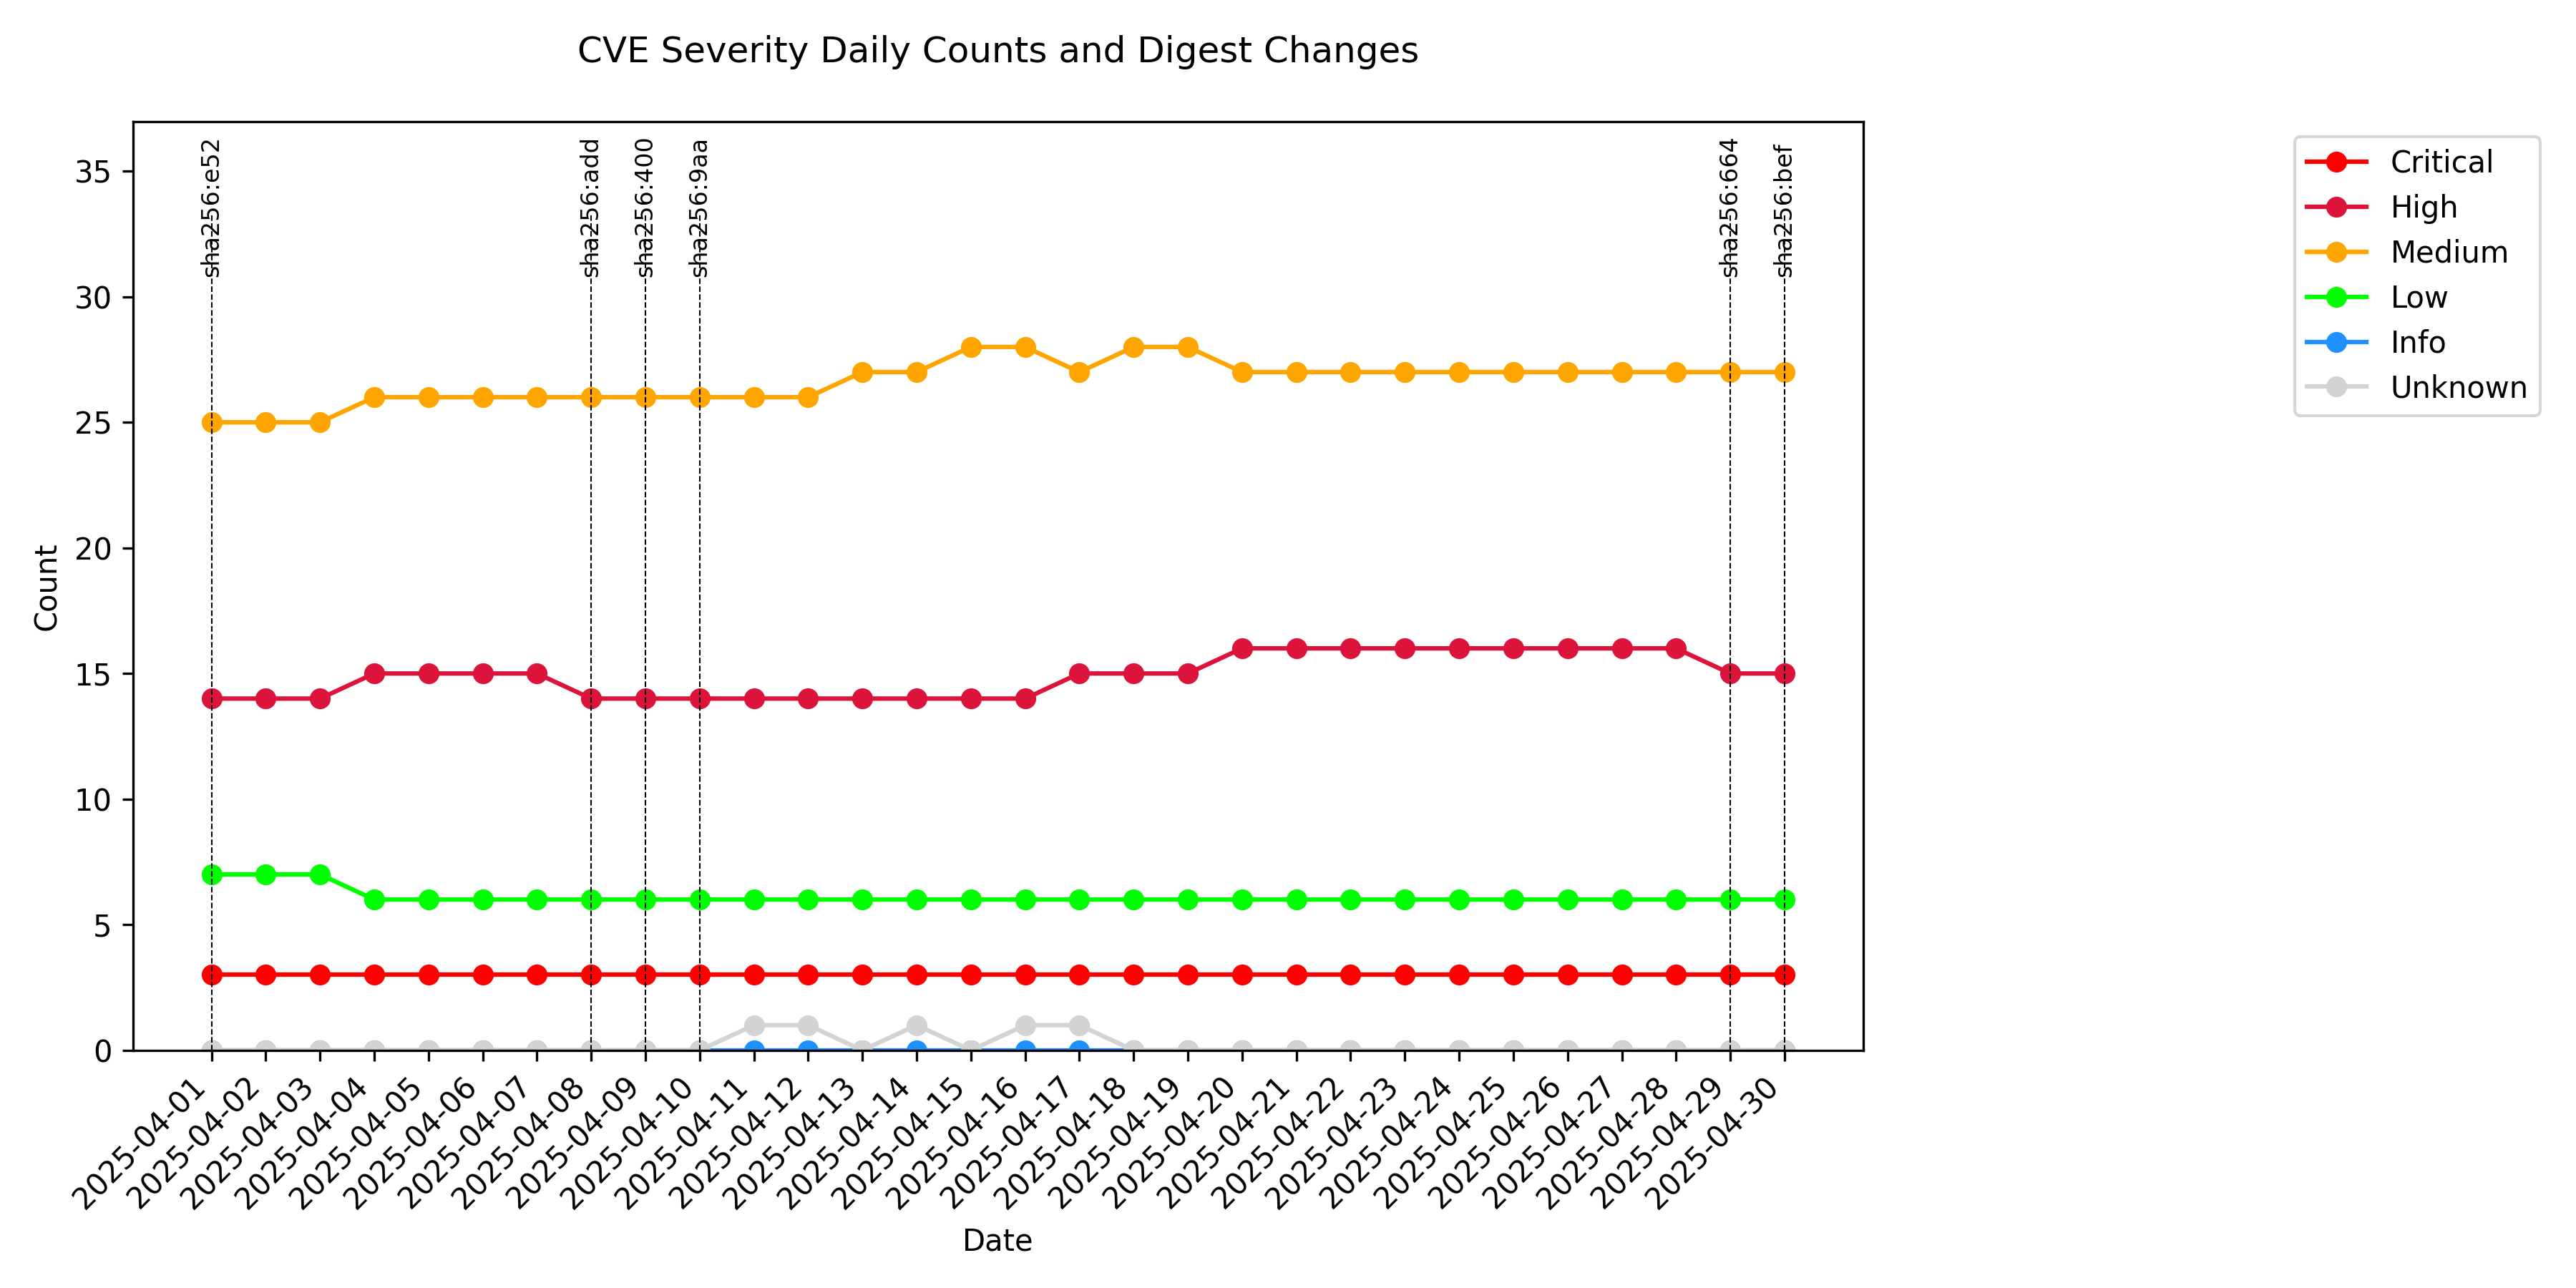 CVE Severity Daily Counts and Digest Changes
sha256:e52
sha256:add
sha256:400
sha256:9aa
sha256:664
sha256:bef
Critical
High
Medium
Low
Info
Unknown
Count
35
30
25
20
15
10
5
0
2025-04-01
2025-04-02
2025-04-03
2025-04-04
2025-04-05
2025-04-06
2025-04-07
2025-04-08
2025-04-09
2025-04-10
2025-04-11
2025-04-12
2025-04-13
2025-04-14
2025-04-15
2025-04-16
2025-04-17
2025-04-18
2025-04-19
2025-04-20
2025-04-21
2025-04-22
2025-04-23
2025-04-24
2025-04-25
2025-04-26
2025-04-27
2025-04-28
2025-04-29
2025-04-30
Date